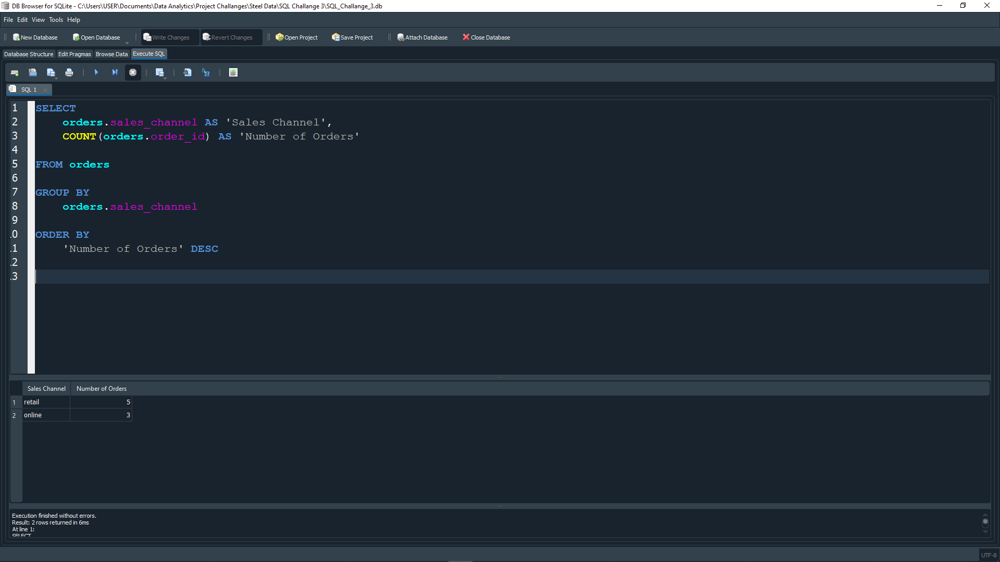 DB Browser for SQLite - C:\Users\USER\Documents\Data Analytics\Project Challanges\Steel Data\SQL Challange 3\SQL_Challange_3.db
File Edit View Tools Help
New Database Open Database Write Changes Revert Changes Open Project Save Project Attach Database Close Database
Database Structure Edit Pragmas Browse Data Execute SQL
SQL 1
1 SELECT
2 orders.sales_channel AS 'Sales Channel',
3 COUNT(orders.order_id) AS 'Number of Orders'
4
5 FROM orders
6
7 GROUP BY
8 orders.sales_channel
9
.0 ORDER BY
.1 'Number of Orders' DESC
.2
.3
Sales Channel Number of Orders
1 retail 5
2 online 3
Execution finished without errors.
Result: 2 rows returned in 6ms
At line 1:
SELECT
UTF-8